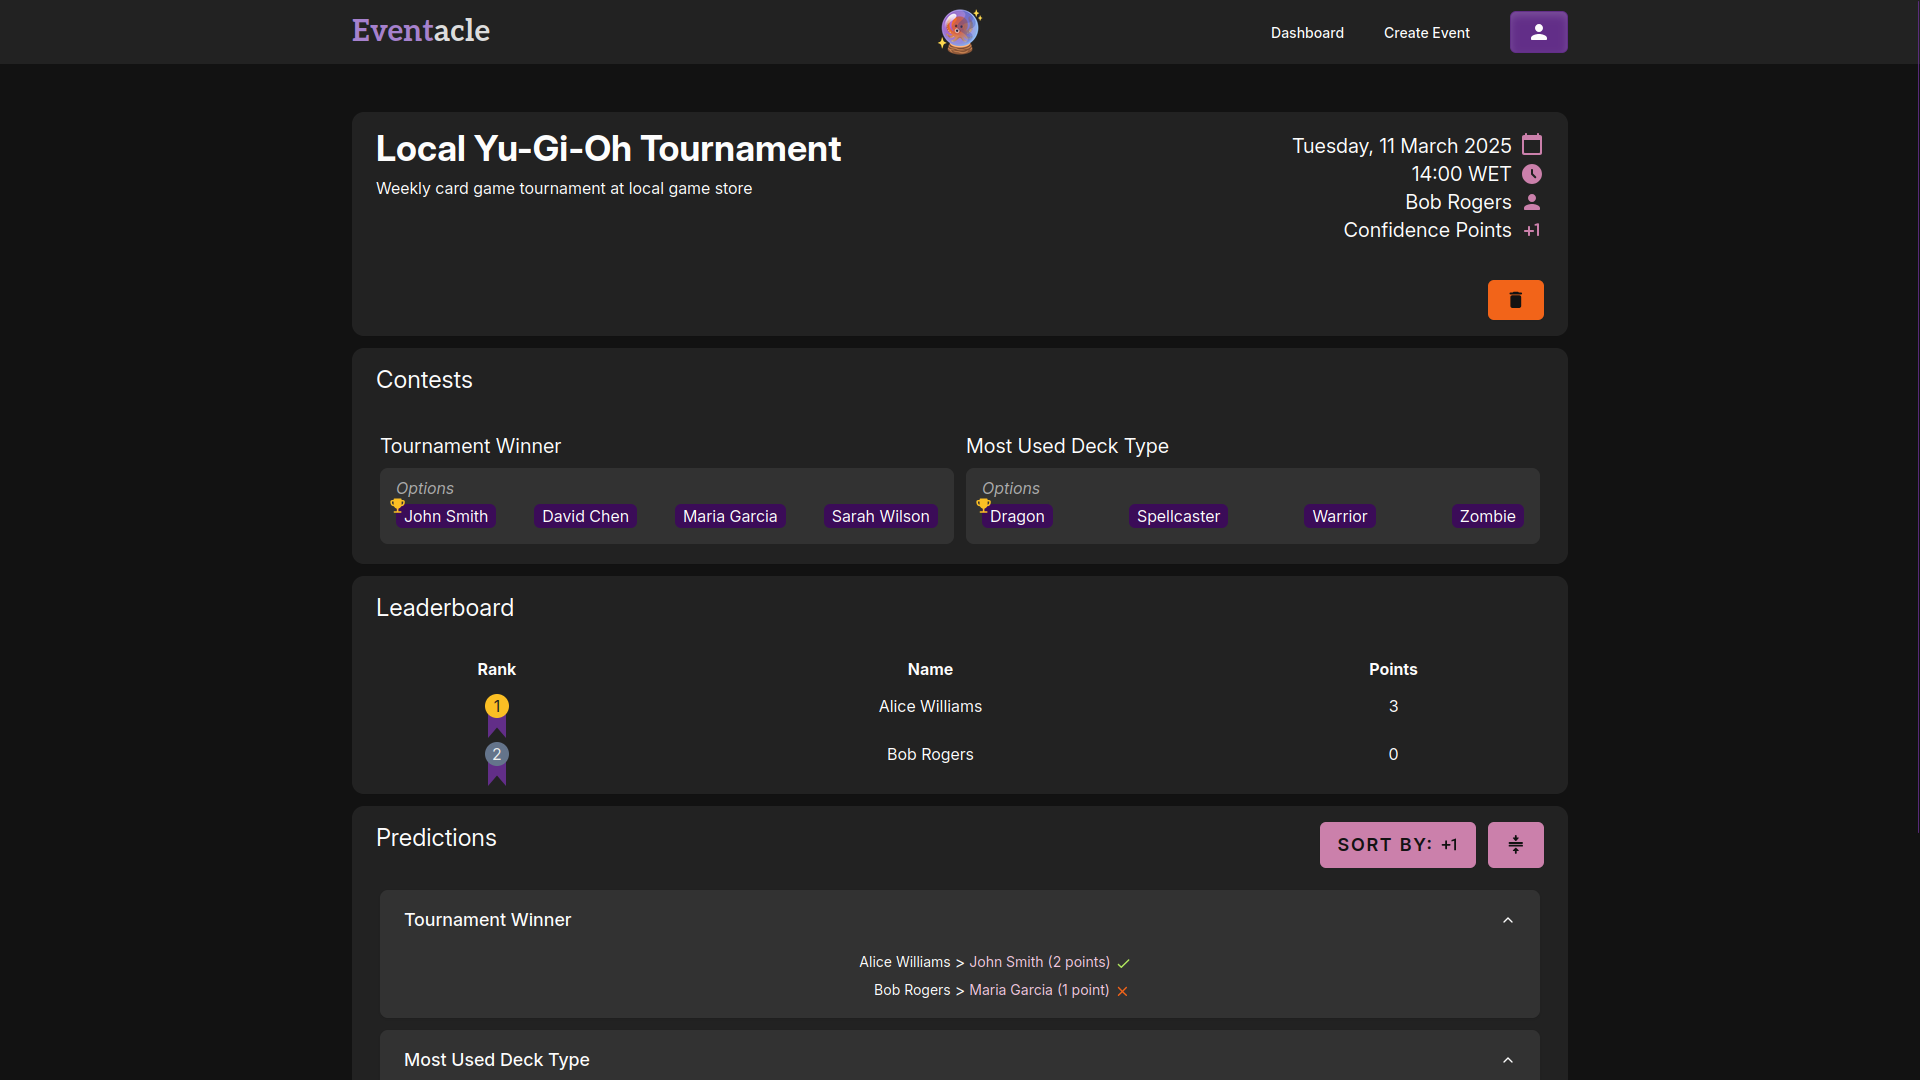 Eventacle
Dashboard
Create Event
Local Yu-Gi-Oh Tournament
Weekly card game tournament at local game store
Tuesday, 11 March 2025
14:00 WET
Bob Rogers
Confidence Points +1
Contests
Tournament Winner
Options
John Smith David Chen Maria Garcia Sarah Wilson
Most Used Deck Type
Options
Dragon Spellcaster Warrior Zombie
Leaderboard
Rank Name Points
1 Alice Williams 3
2 Bob Rogers 0
Predictions
SORT BY: +1
Tournament Winner
Alice Williams > John Smith (2 points)
Bob Rogers > Maria Garcia (1 point)
Most Used Deck Type